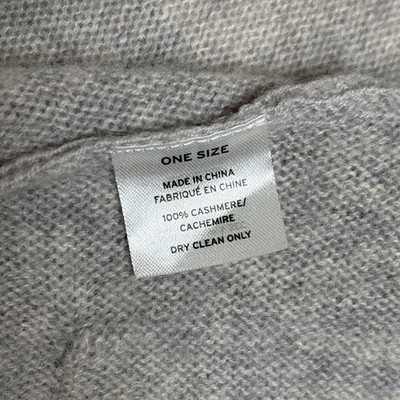 ONE SIZE
MADE IN CHINA
FABRIQUÉ EN CHINE
100% CASHMERE/
CACHEMIRE
DRY CLEAN ONLY